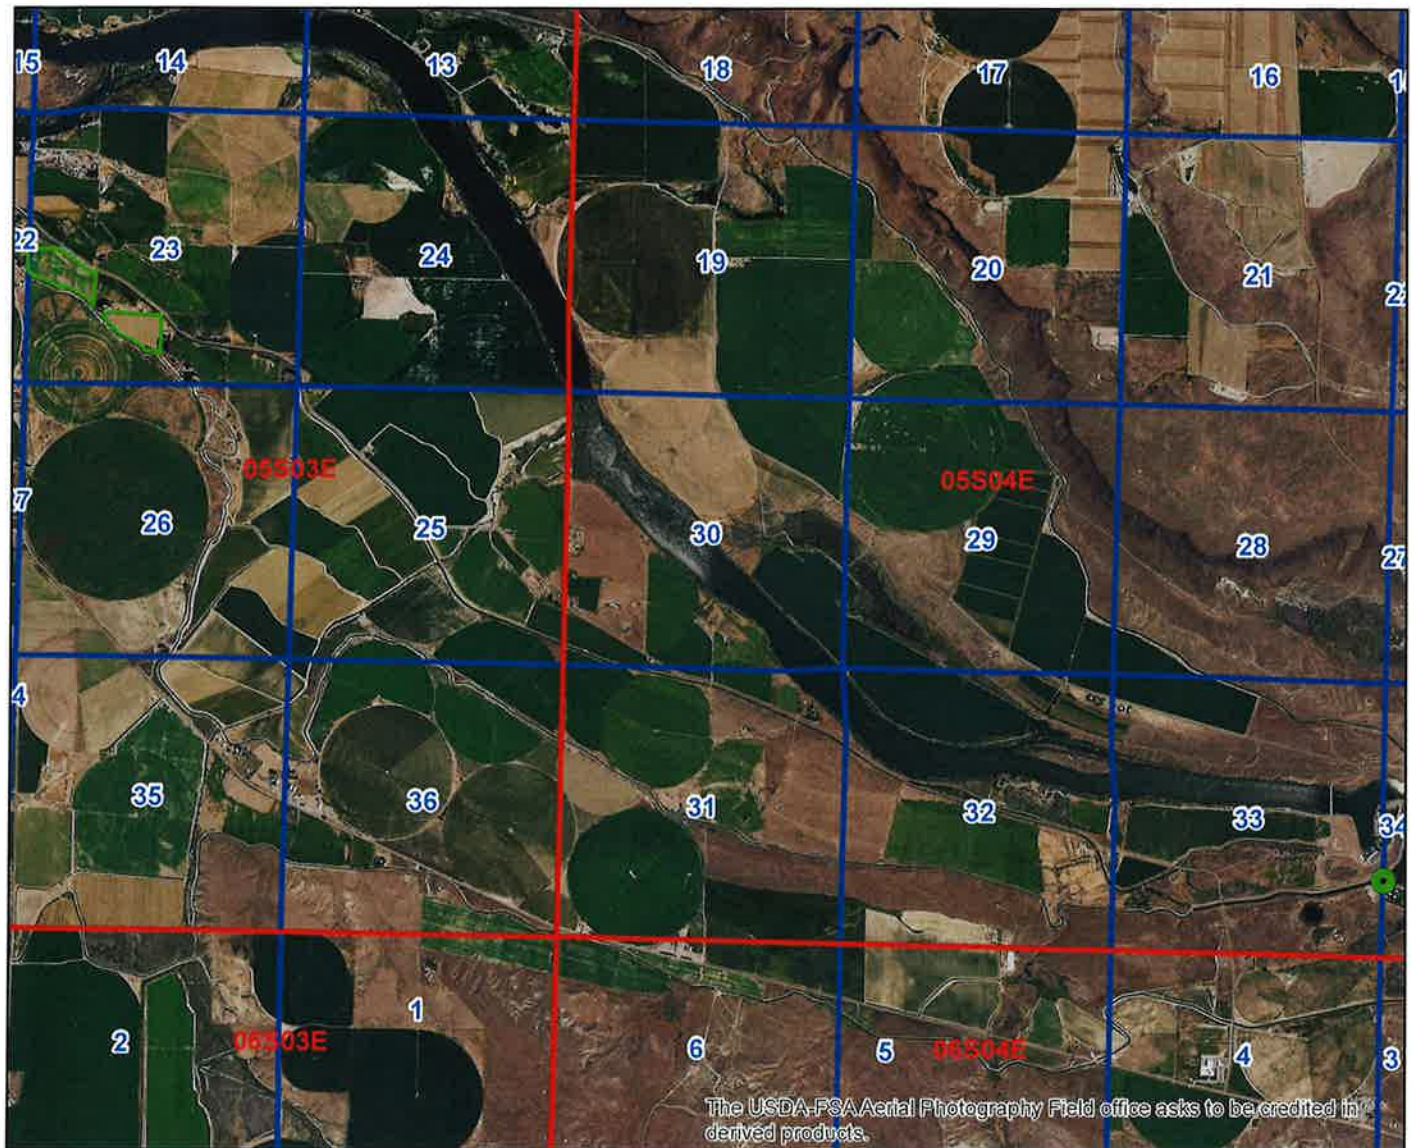 15 14 13 18 17 16
22 23 24 19 20 21
05S03E 05S04E
26 25 30 29 28 27
35 36 31 32 33 34
2 1 6 5 4 3
06S03E 06S04E
The USDA-FSA Aerial Photography Field office asks to be credited in
derived products.